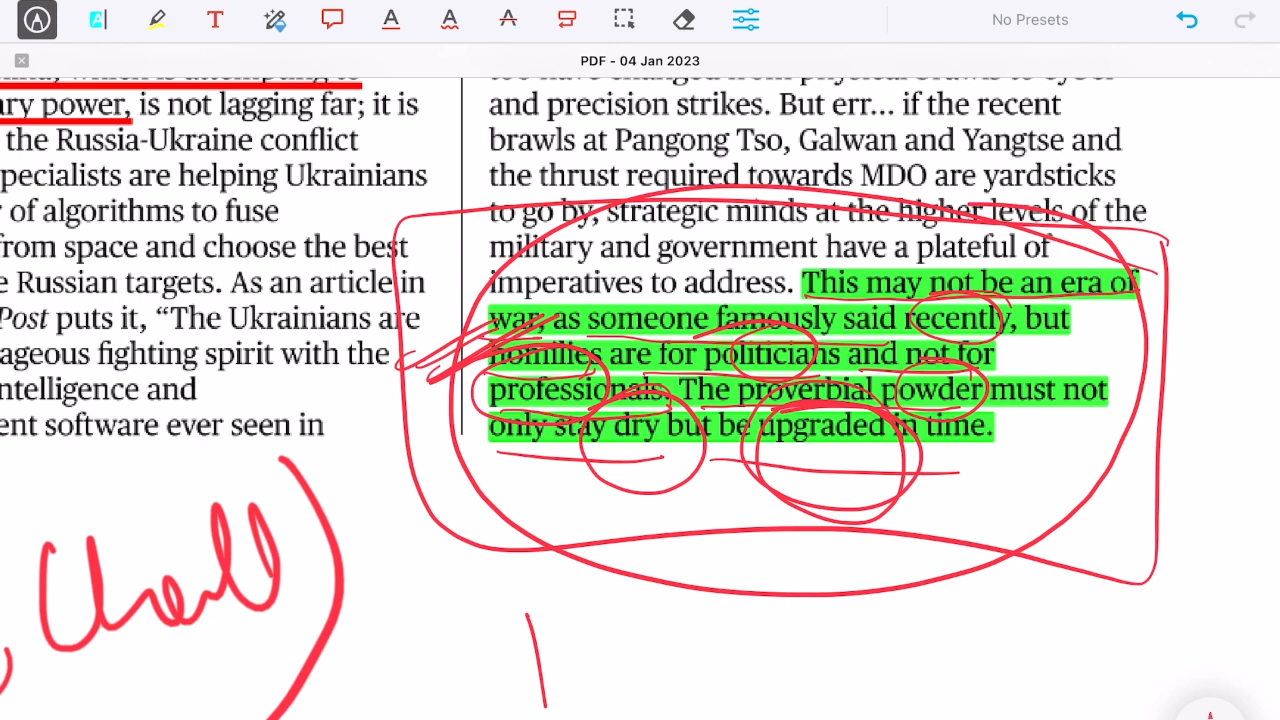 No Presets
PDF - 04 Jan 2023
ary power, is not lagging far; it is
the Russia-Ukraine conflict
pecialists are helping Ukrainians
of algorithms to fuse
from space and choose the best
e Russian targets. As an article in
Post puts it, “The Ukrainians are
ageous fighting spirit with the
ntelligence and
ent software ever seen in
and precision strikes. But err... if the recent
brawls at Pangong Tso, Galwan and Yangtse and
the thrust required towards MDO are yardsticks
to go by, strategic minds at the higher levels of the
military and government have a plateful of
imperatives to address. This may not be an era of
war, as someone famously said recently, but
homilies are for politicians and not for
professionals. The proverbial powder must not
only stay dry but be upgraded in time.